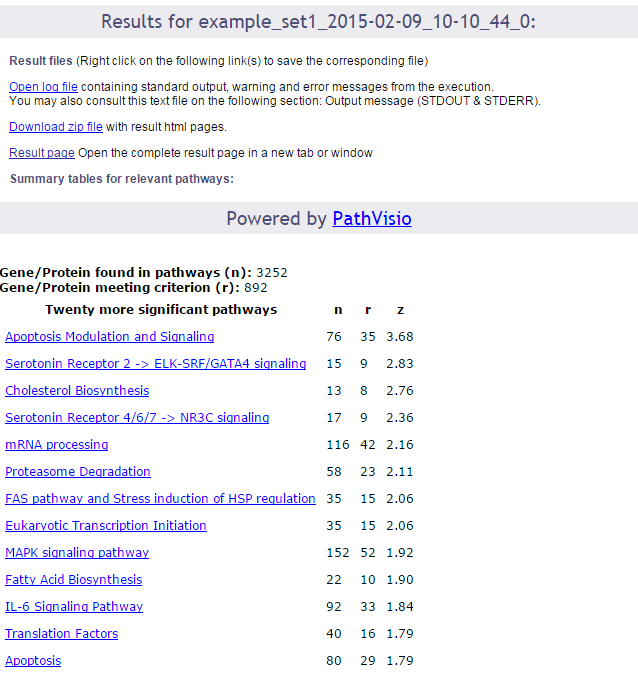 Results for example_set1_2015-02-09_10-10_44_0:
Result files (Right click on the following link(s) to save the corresponding file)
Open log file containing standard output, warning and error messages from the execution.
You may also consult this text file on the following section: Output message (STDOUT & STDERR).
Download zip file with result html pages.
Result page Open the complete result page in a new tab or window
Summary tables for relevant pathways:
Powered by PathVisio
Gene/Protein found in pathways (n): 3252
Gene/Protein meeting criterion (r): 892
Twenty more significant pathways n r z
Apoptosis Modulation and Signaling 76 35 3.68
Serotonin Receptor 2 -> ELK-SRF/GATA4 signaling 15 9 2.83
Cholesterol Biosynthesis 13 8 2.76
Serotonin Receptor 4/6/7 -> NR3C signaling 17 9 2.36
mRNA processing 116 42 2.16
Proteasome Degradation 58 23 2.11
FAS pathway and Stress induction of HSP regulation 35 15 2.06
Eukaryotic Transcription Initiation 35 15 2.06
MAPK signaling pathway 152 52 1.92
Fatty Acid Biosynthesis 22 10 1.90
IL-6 Signaling Pathway 92 33 1.84
Translation Factors 40 16 1.79
Apoptosis 80 29 1.79